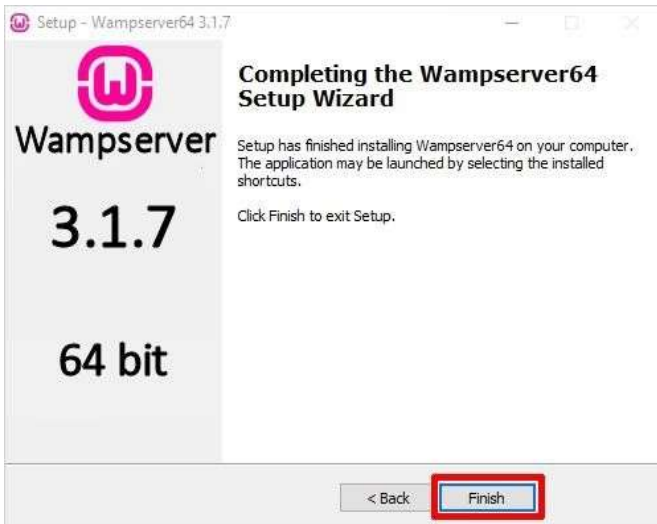 Setup - Wampserver64 3.1.7
Wampserver
3.1.7
64 bit
Completing the Wampserver64
Setup Wizard
Setup has finished installing Wampserver64 on your computer.
The application may be launched by selecting the installed
shortcuts.
Click Finish to exit Setup.
< Back
Finish